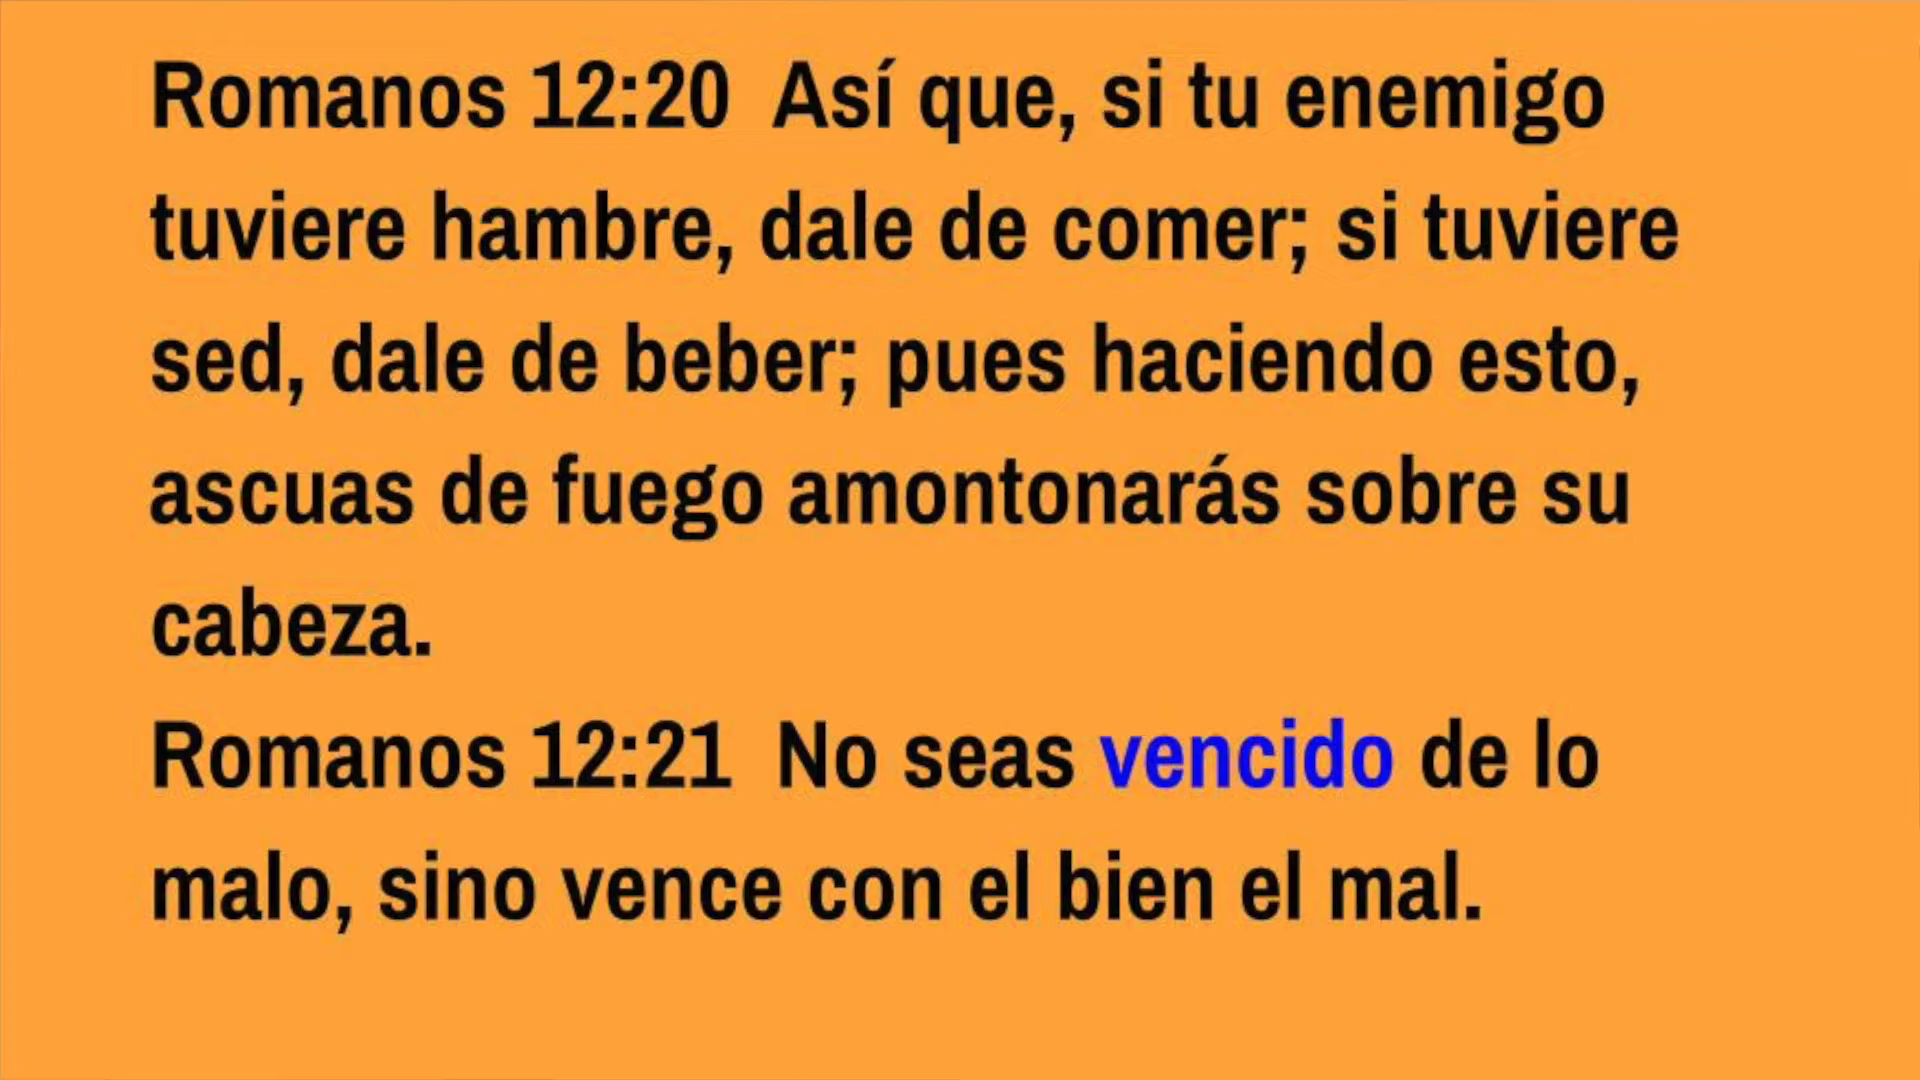 Romanos 12:20  Así que, si tu enemigo
tuviere hambre, dale de comer; si tuviere
sed, dale de beber; pues haciendo esto,
ascuas de fuego amontonarás sobre su
cabeza.
Romanos 12:21  No seas vencido de lo
malo, sino vence con el bien el mal.